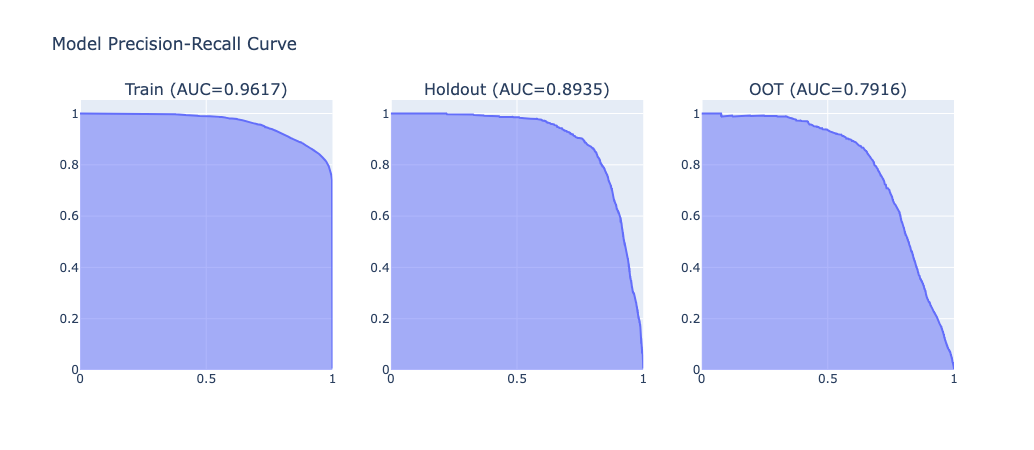 Model Precision-Recall Curve
Train (AUC=0.9617)
Holdout (AUC=0.8935)
OOT (AUC=0.7916)
1
0.8
0.6
0.4
0.2
0
0 0.5 1
1
0.8
0.6
0.4
0.2
0
0 0.5 1
1
0.8
0.6
0.4
0.2
0
0 0.5 1